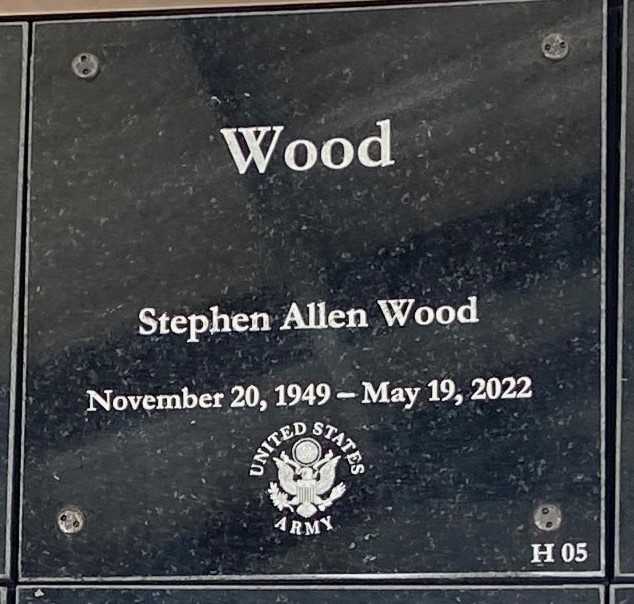 Wood
Stephen Allen Wood
November 20, 1949 – May 19, 2022
UNITED STATES
ARMY
H 05